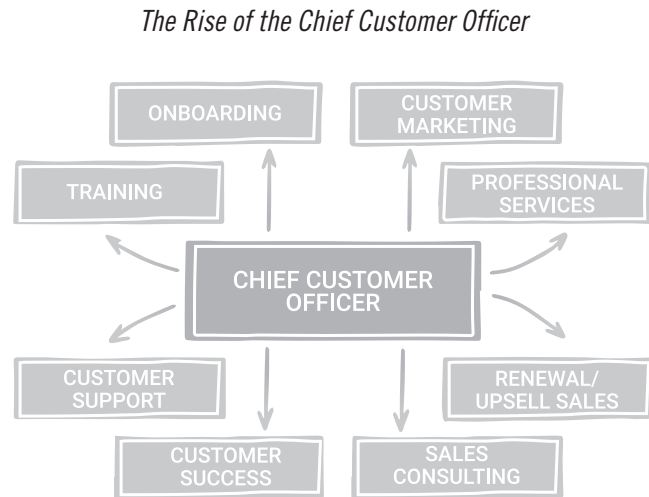 The Rise of the Chief Customer Officer
ONBOARDING
CUSTOMER
MARKETING
TRAINING
PROFESSIONAL
SERVICES
CHIEF CUSTOMER
OFFICER
CUSTOMER
SUPPORT
RENEWAL/
UPSELL SALES
CUSTOMER
SUCCESS
SALES
CONSULTING